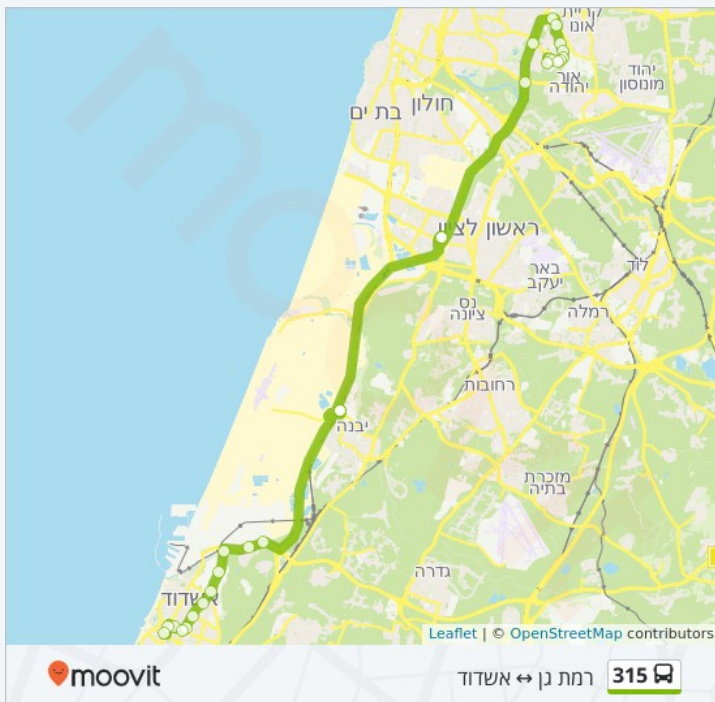 קריית
אונו
אור
יהודה
יהוד
מונוסון
חולון
בת ים
ראשון לציון
באר
יעקב
לוד
נס
ציונה
רמלה
רחובות
יבנה
מזכרת
בתיה
גדרה
אשדוד
Leaflet | © OpenStreetMap contributors
moovit
315
רמת גן ↔ אשדוד